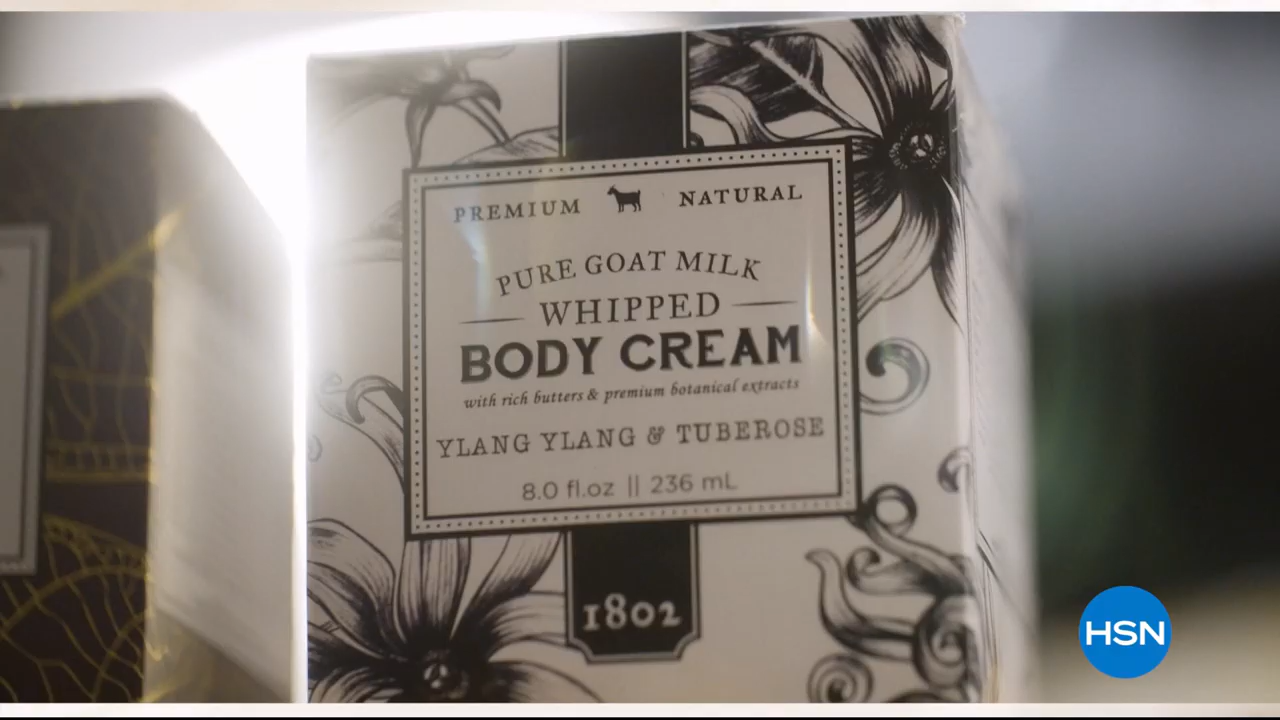 PREMIUM NATURAL
PURE GOAT MILK
WHIPPED
BODY CREAM
with rich butters & premium botanical extracts
YLANG YLANG & TUBEROSE
8.0 fl.oz || 236 mL
1802
HSN